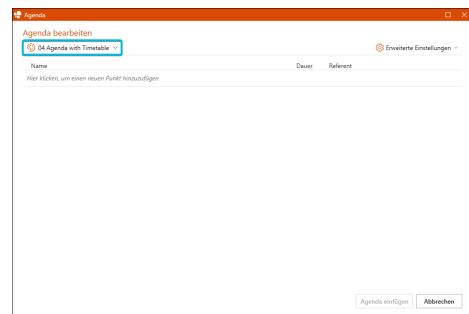 Agenda
Agenda bearbeiten
04 Agenda with Timetable
Erweiterte Einstellungen
Name Dauer Referent
Hier klicken, um einen neuen Punkt hinzuzufügen
Agenda einfügen Abbrechen